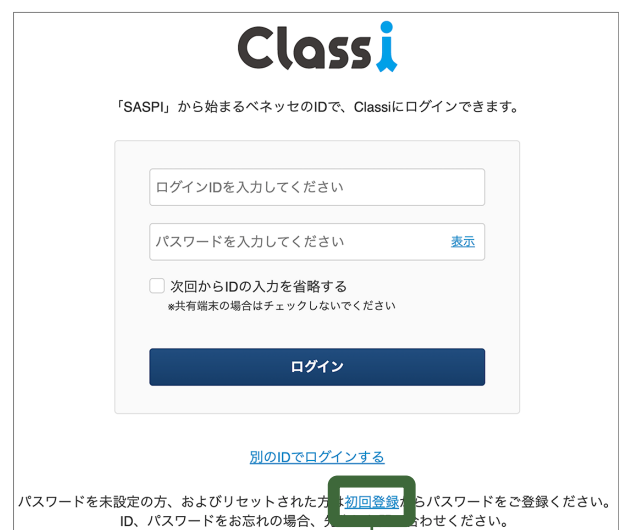 Classi
「SASPI」から始まるベネッセのIDで、Classiにログインできます。
ログインIDを入力してください
パスワードを入力してください 表示
次回からIDの入力を省略する
※共有端末の場合はチェックしないでください
ログイン
別のIDでログインする
パスワードを未設定の方、およびリセットされた方は初回登録からパスワードをご登録ください。
ID、パスワードをお忘れの場合、 合わせください。